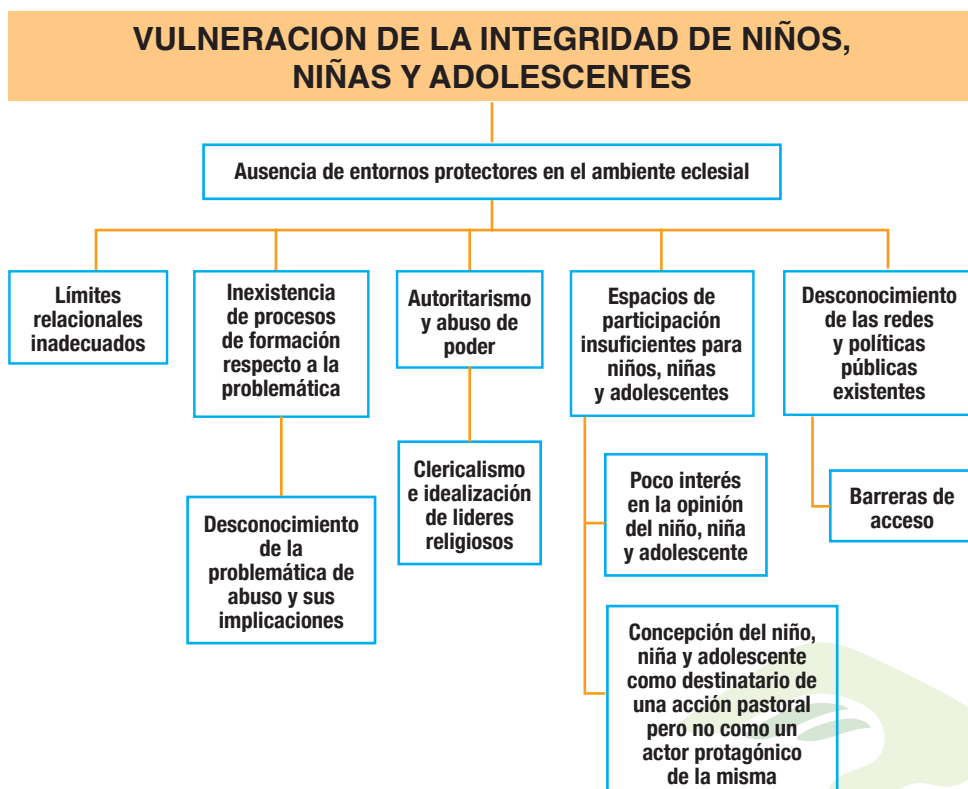 VULNERACION DE LA INTEGRIDAD DE NIÑOS,
NIÑAS Y ADOLESCENTES
Ausencia de entornos protectores en el ambiente eclesial
Límites
relacionales
inadecuados
Inexistencia
de procesos
de formación
respecto a la
problemática
Autoritarismo
y abuso de
poder
Espacios de
participación
insuficientes para
niños, niñas
y adolescentes
Desconocimiento
de las redes
y políticas
públicas
existentes
Desconocimiento
de la
problemática de
abuso y sus
implicaciones
Clericalismo
e idealización
de lideres
religiosos
Poco interés
en la opinión
del niño, niña
y adolescente
Barreras de
acceso
Concepción del niño,
niña y adolescente
como destinatario de
una acción pastoral
pero no como un
actor protagónico
de la misma